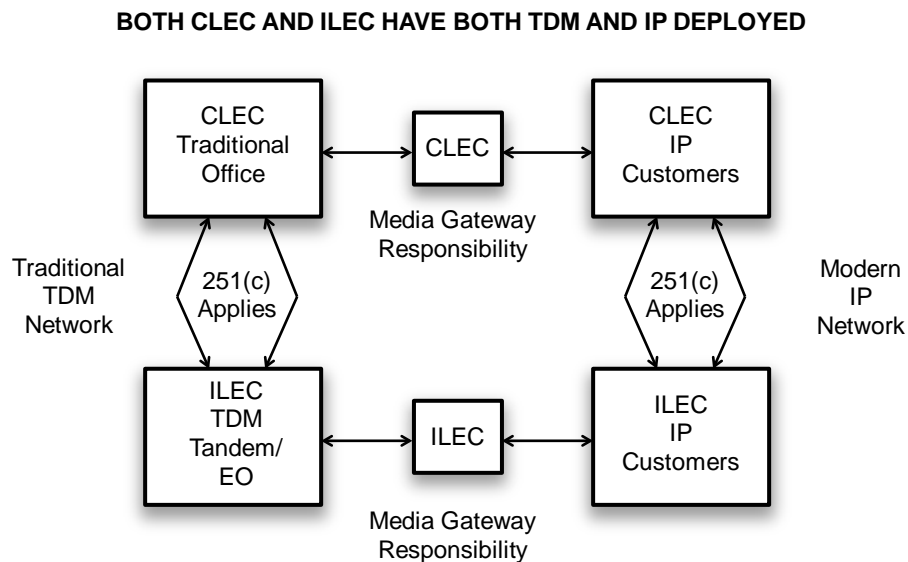 BOTH CLEC AND ILEC HAVE BOTH TDM AND IP DEPLOYED
CLEC
Traditional
Office
CLEC
CLEC
IP
Customers
Media Gateway
Responsibility
Traditional
TDM
Network
251(c)
Applies
251(c)
Applies
Modern
IP
Network
ILEC
TDM
Tandem/
EO
ILEC
ILEC
IP
Customers
Media Gateway
Responsibility